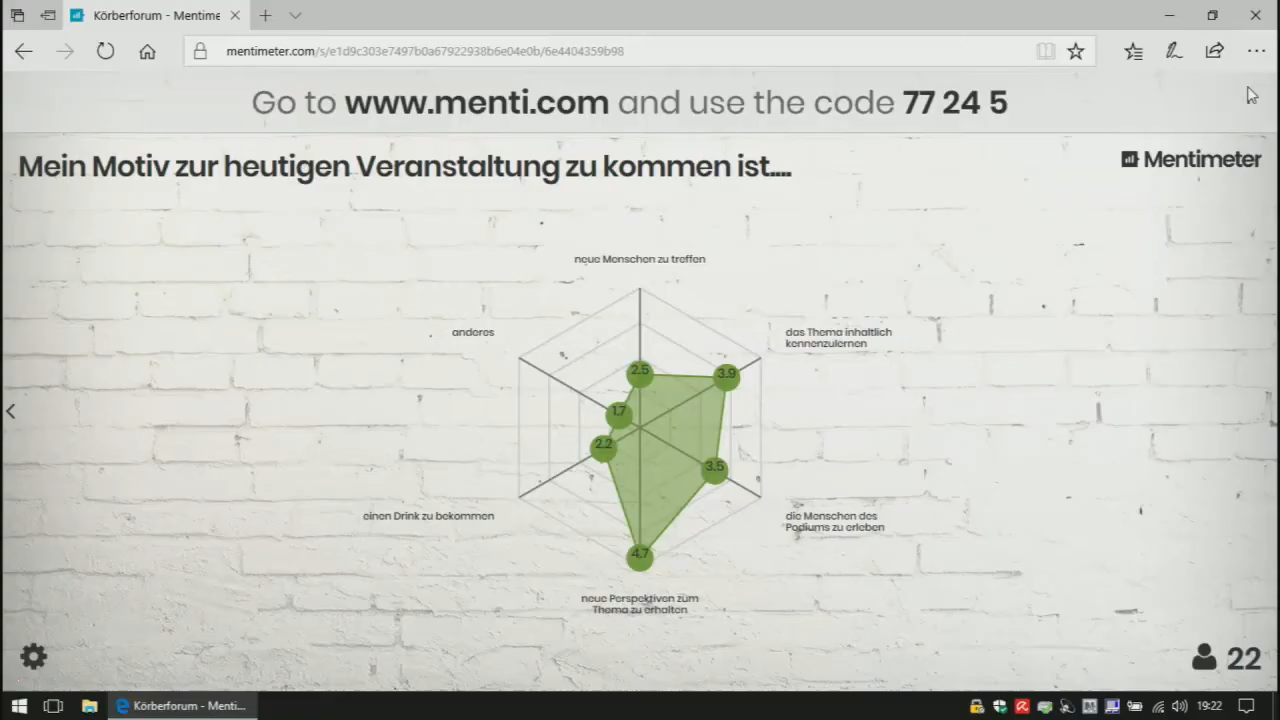 Körberforum - Mentime
mentimeter.com/s/e1d9c303e7497b0a67922938b6e04e0b/6e4404359b98
Go to www.menti.com and use the code 77 24 5
Mein Motiv zur heutigen Veranstaltung zu kommen ist....
Mentimeter
neue Menschen zu treffen
anderes
das Thema inhaltlich
kennenzulernen
2.5
3.9
1.7
2.2
3.5
einen Drink zu bekommen
die Menschen des
Podiums zu erleben
4.7
neue Perspektiven zum
Thema zu erhalten
22
Körberforum - Menti...
19:22